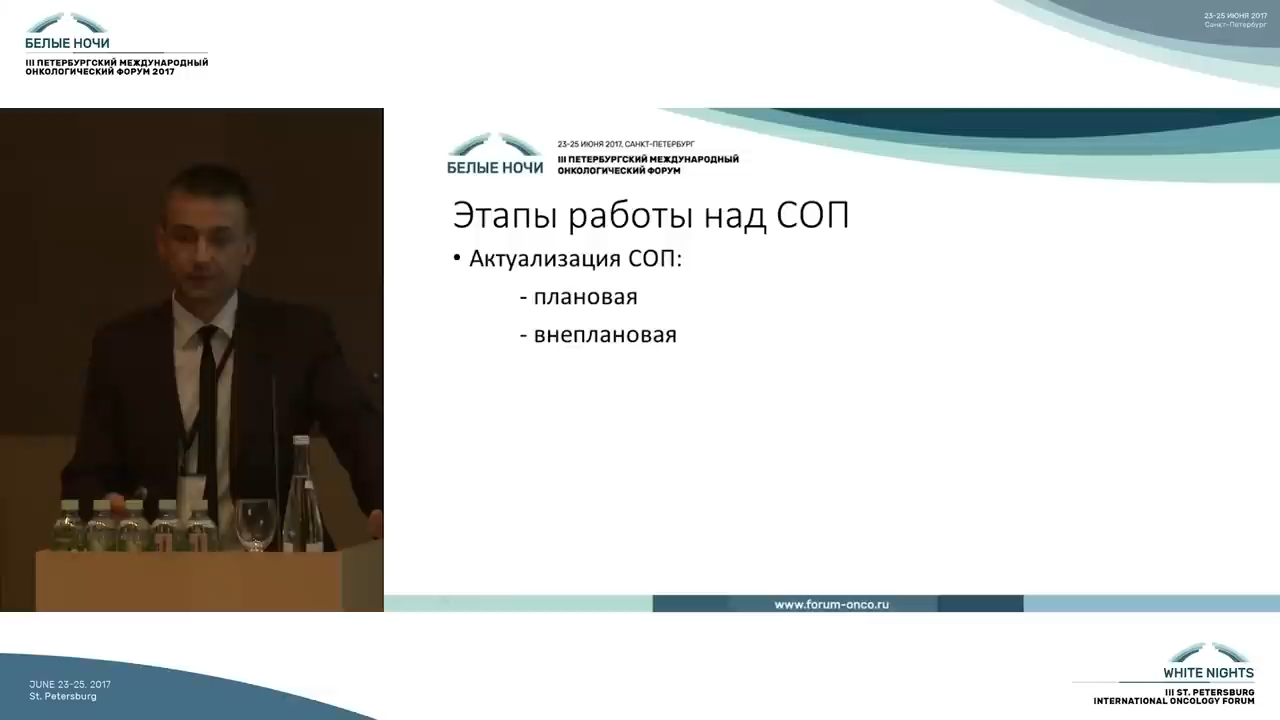 БЕЛЫЕ НОЧИ
III ПЕТЕРБУРГСКИЙ МЕЖДУНАРОДНЫЙ
ОНКОЛОГИЧЕСКИЙ ФОРУМ 2017
23-25 ИЮНЯ 2017
Санкт-Петербург
БЕЛЫЕ НОЧИ
23-25 ИЮНЯ 2017, САНКТ-ПЕТЕРБУРГ
III ПЕТЕРБУРГСКИЙ МЕЖДУНАРОДНЫЙ
ОНКОЛОГИЧЕСКИЙ ФОРУМ
Этапы работы над СОП
• Актуализация СОП:
- плановая
- внеплановая
www.forum-onco.ru
JUNE 23-25, 2017
St. Petersburg
WHITE NIGHTS
III ST. PETERSBURG
INTERNATIONAL ONCOLOGY FORUM